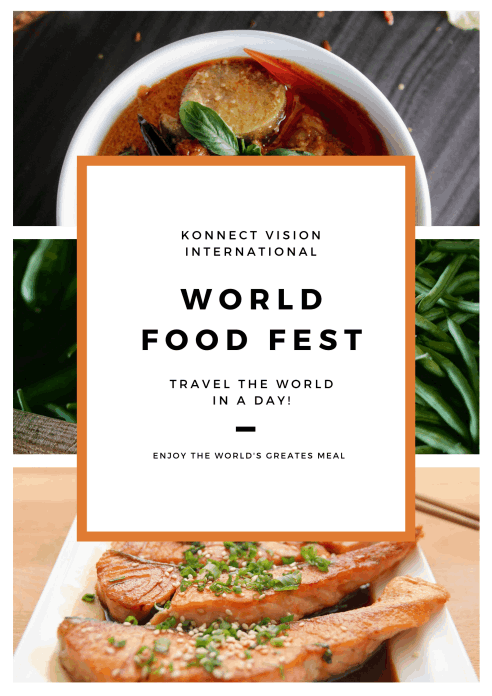 KONNECT VISION
INTERNATIONAL
WORLD
FOOD FEST
TRAVEL THE WORLD
IN A DAY!
ENJOY THE WORLD'S GREATES MEAL